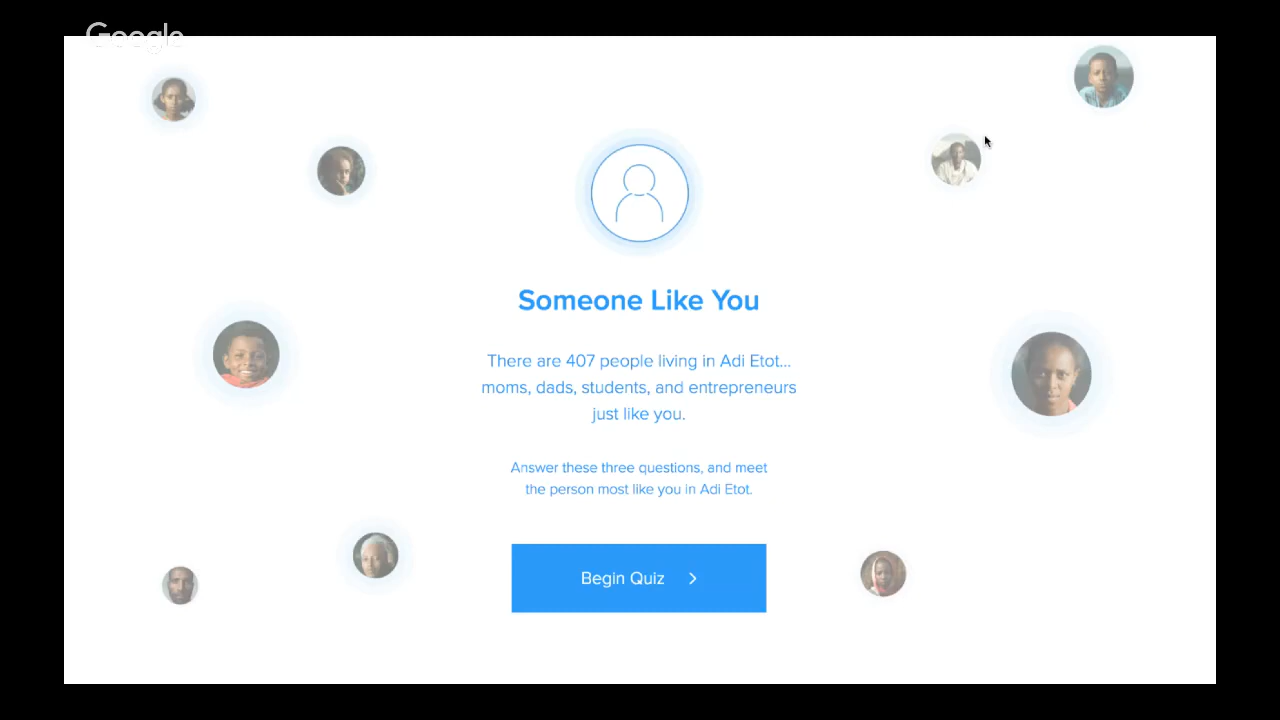 Google
Someone Like You
There are 407 people living in Adi Etot...
moms, dads, students, and entrepreneurs
just like you.
Answer these three questions, and meet
the person most like you in Adi Etot.
Begin Quiz